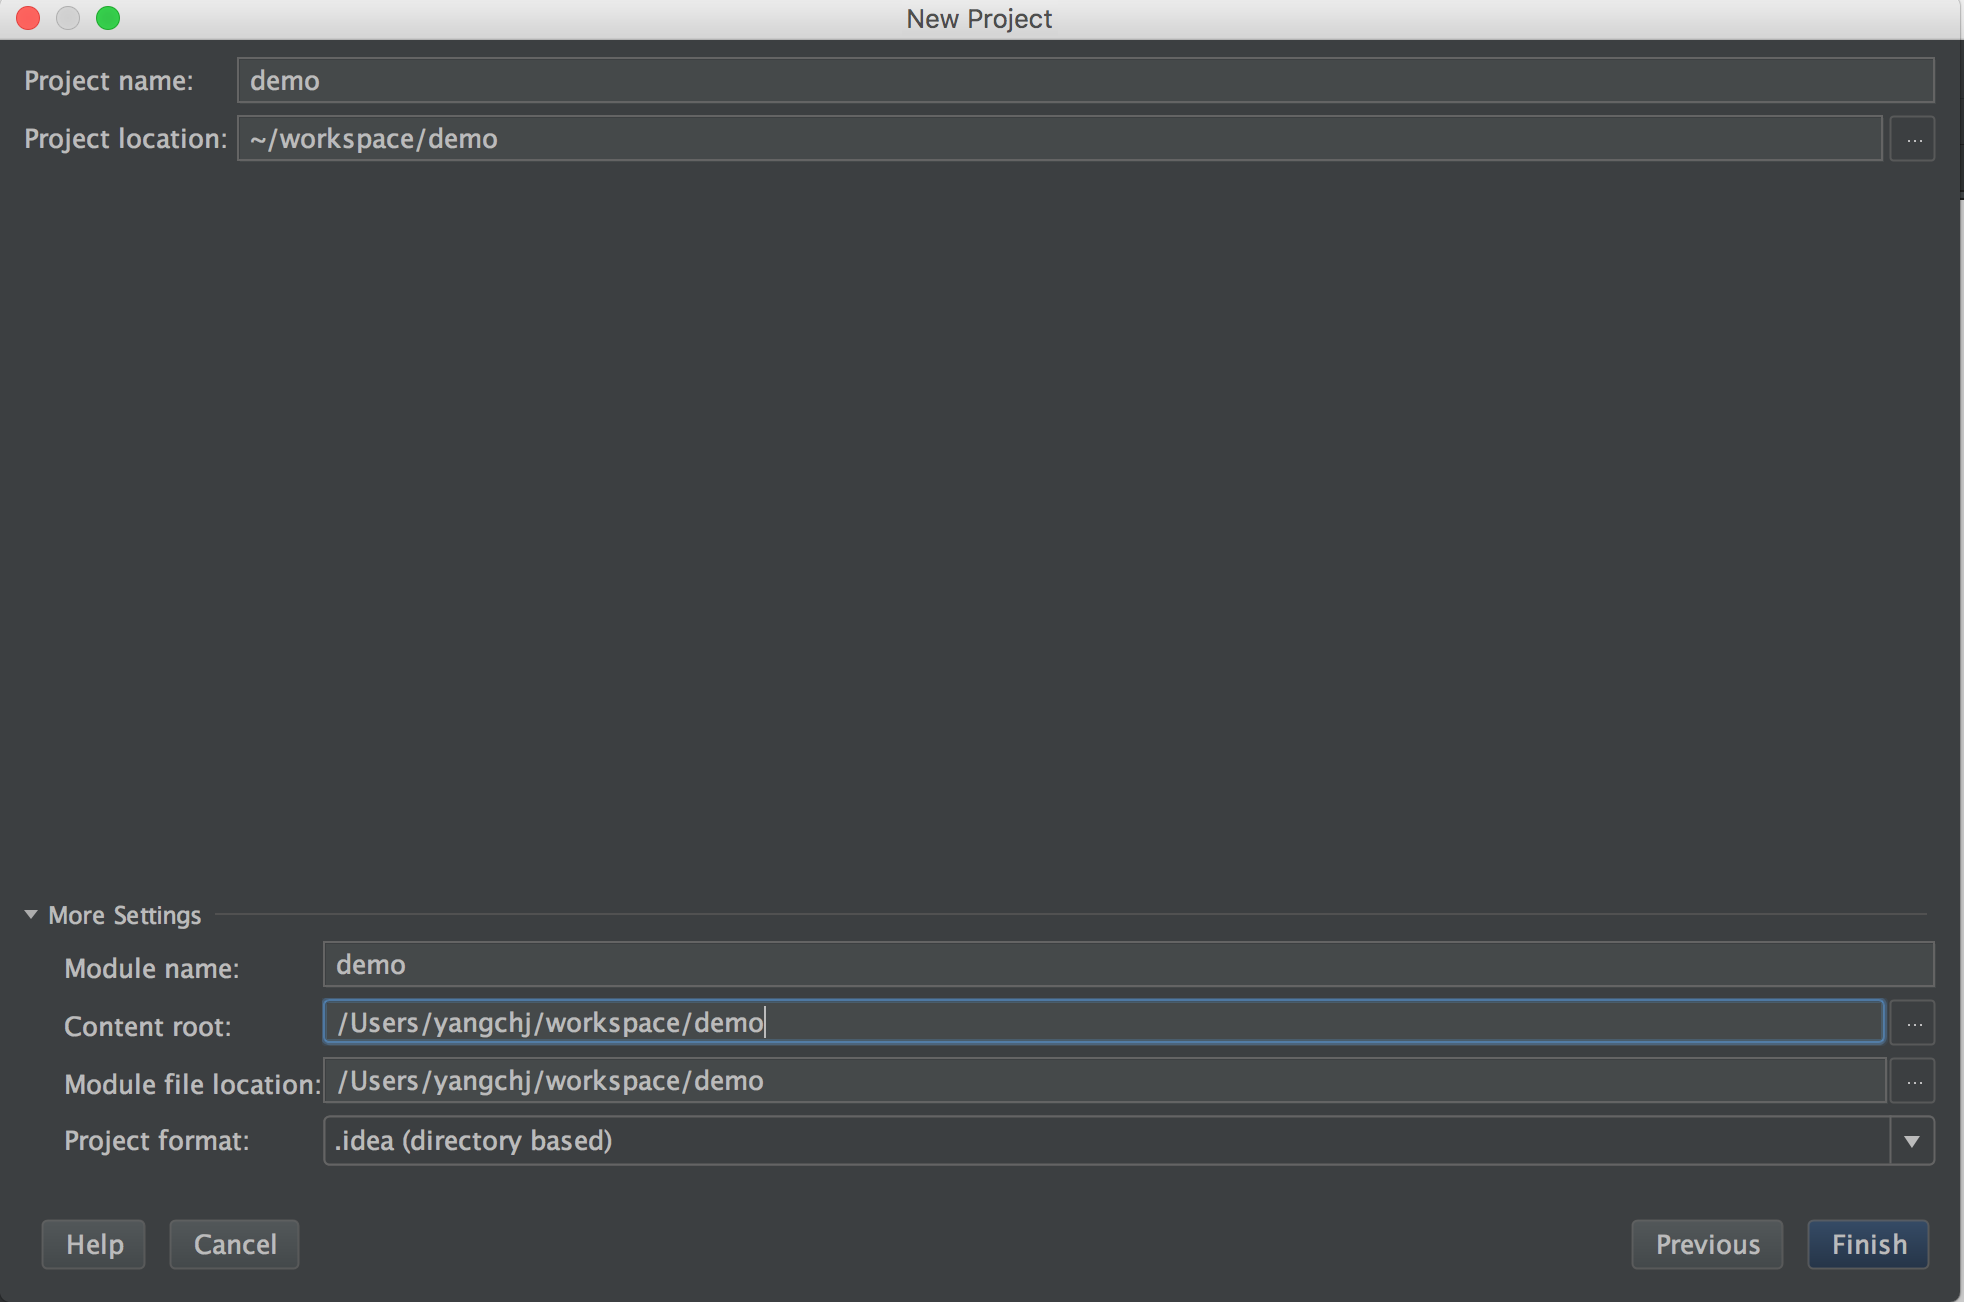 New Project
Project name: demo
Project location: ~/workspace/demo ...
More Settings
Module name: demo
Content root: /Users/yangchj/workspace/demo ...
Module file location: /Users/yangchj/workspace/demo ...
Project format: .idea (directory based)
Help Cancel Previous Finish